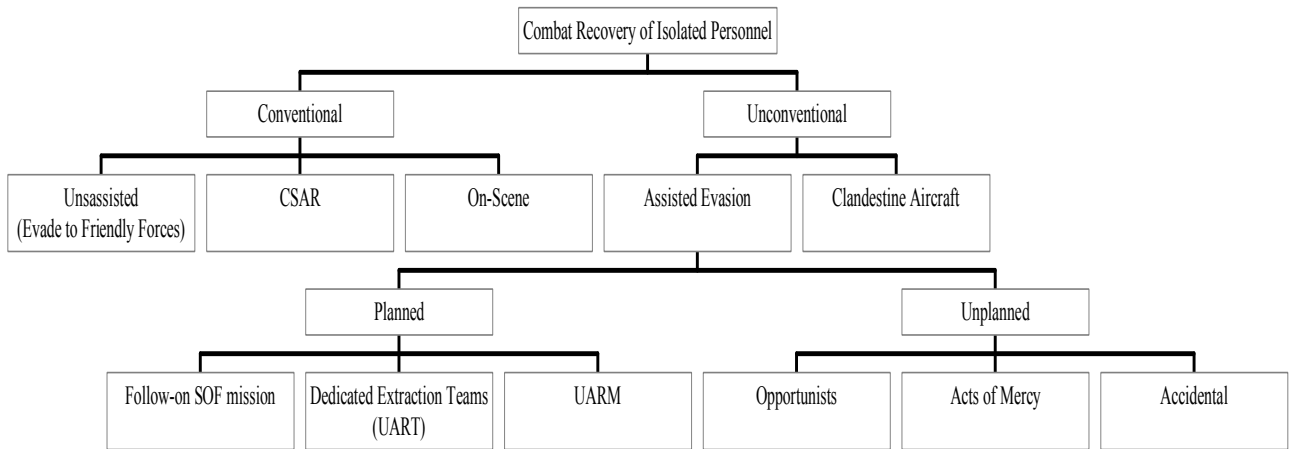 Combat Recovery of Isolated Personnel
Conventional
Unconventional
Unsassisted
(Evade to Friendly Forces)
CSAR
On-Scene
Assisted Evasion
Clandestine Aircraft
Planned
Unplanned
Follow-on SOF mission
Dedicated Extraction Teams
(UART)
UARM
Opportunists
Acts of Mercy
Accidental